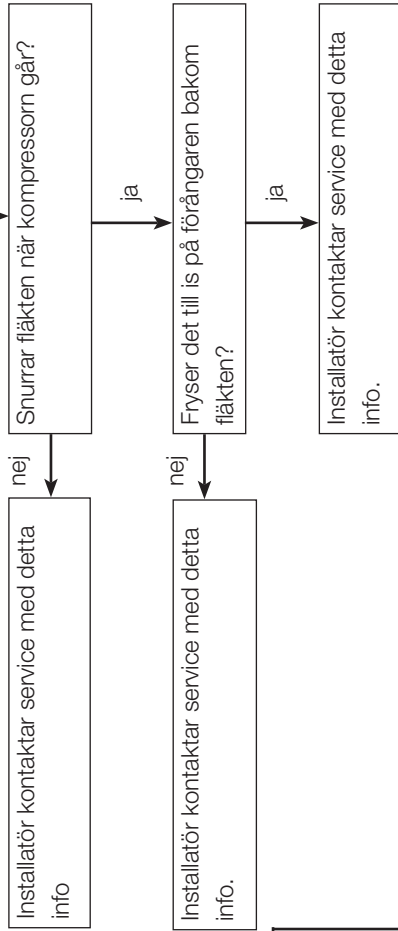 Snurrar fläkten när kompressorn går?
nej
Installatör kontaktar service med detta
info
ja
Fryser det till is på förångaren bakom
fläkten?
nej
Installatör kontaktar service med detta
info.
ja
Installatör kontaktar service med detta
info.